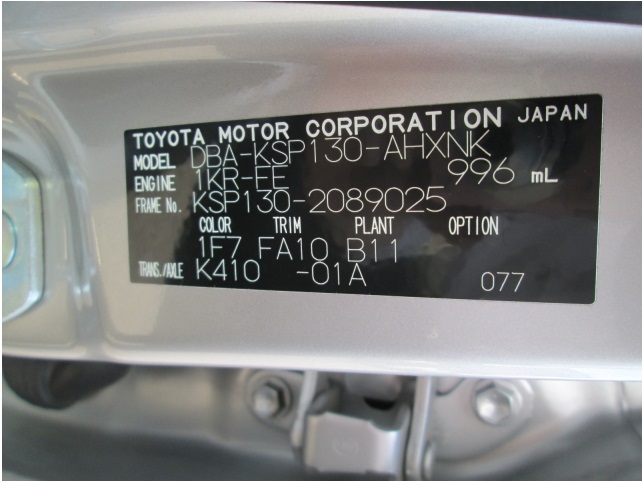 TOYOTA MOTOR CORPORATION JAPAN
MODEL DBA-KSP130-AHXNK
ENGINE 1KR-FE 996 mL
FRAME No. KSP130-2089025
COLOR TRIM PLANT OPTION
1F7 FA10 B11
TRANS./AXLE K410 -01A 077